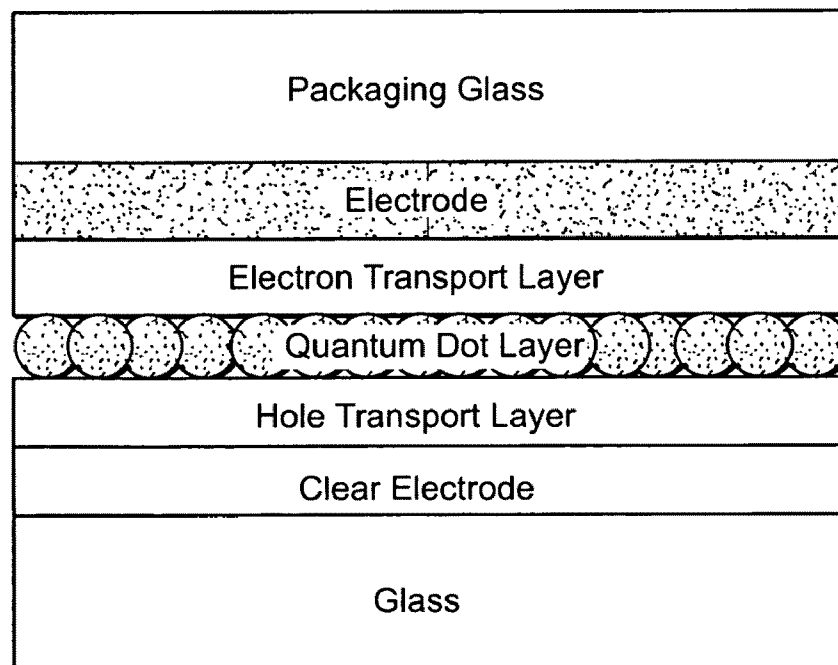 Packaging Glass
Electrode
Electron Transport Layer
Quantum Dot Layer
Hole Transport Layer
Clear Electrode
Glass